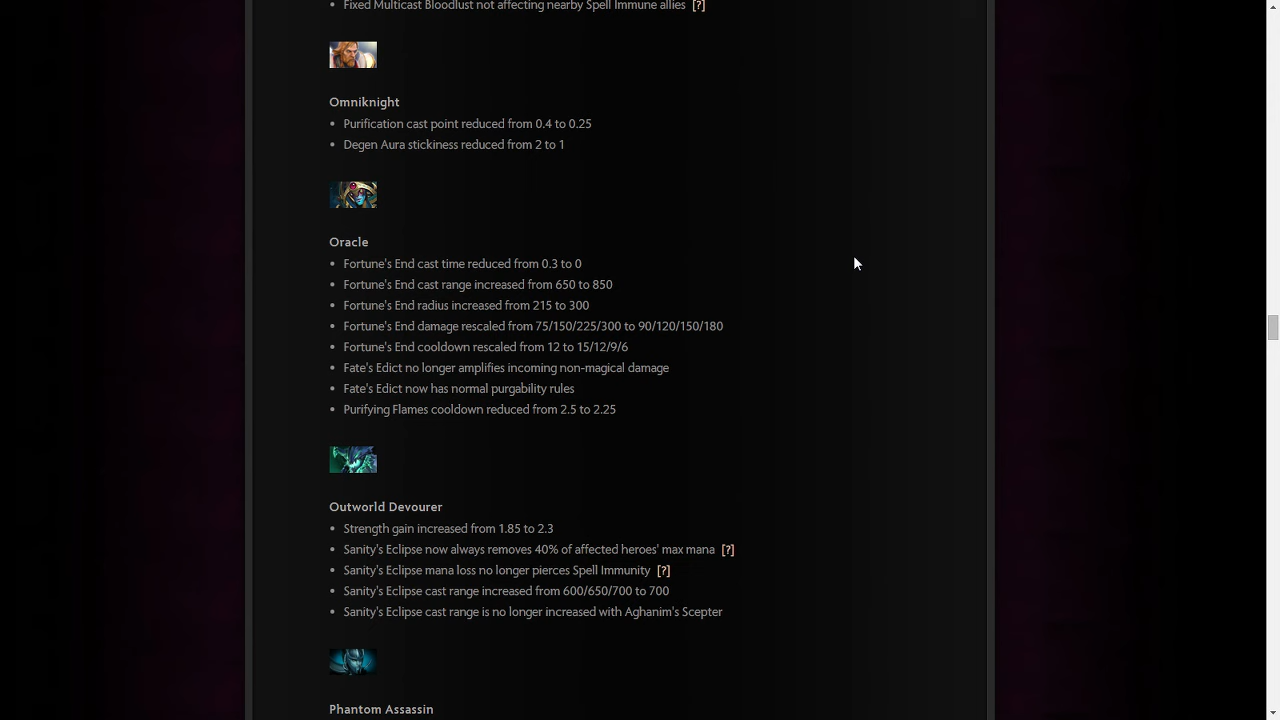 Fixed Multicast Bloodlust not affecting nearby Spell Immune allies [?]
Omniknight
• Purification cast point reduced from 0.4 to 0.25
• Degen Aura stickiness reduced from 2 to 1
Oracle
• Fortune's End cast time reduced from 0.3 to 0
• Fortune's End cast range increased from 650 to 850
• Fortune's End radius increased from 215 to 300
• Fortune's End damage rescaled from 75/150/225/300 to 90/120/150/180
• Fortune's End cooldown rescaled from 12 to 15/12/9/6
• Fate's Edict no longer amplifies incoming non-magical damage
• Fate's Edict now has normal purgability rules
• Purifying Flames cooldown reduced from 2.5 to 2.25
Outworld Devourer
• Strength gain increased from 1.85 to 2.3
• Sanity's Eclipse now always removes 40% of affected heroes' max mana [?]
• Sanity's Eclipse mana loss no longer pierces Spell Immunity [?]
• Sanity's Eclipse cast range increased from 600/650/700 to 700
• Sanity's Eclipse cast range is no longer increased with Aghanim's Scepter
Phantom Assassin